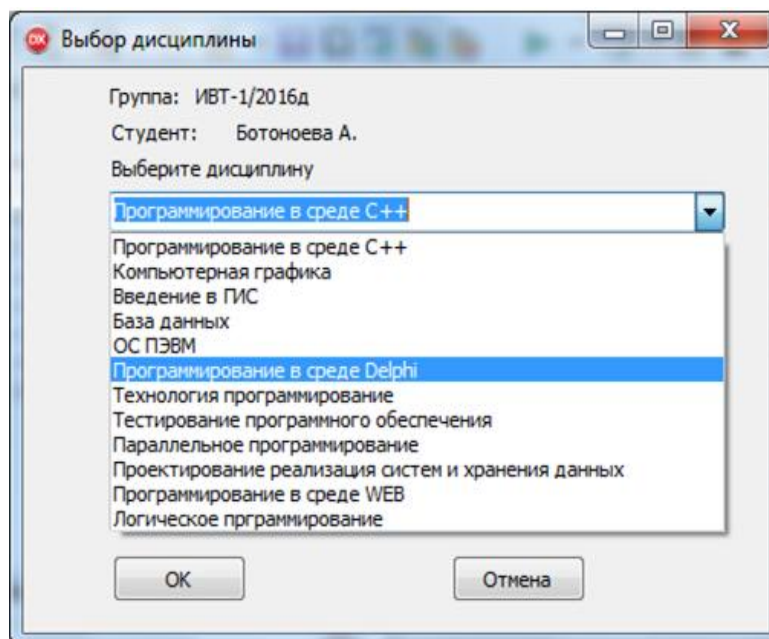 Выбор дисциплины
Группа: ИВТ-1/2016д
Студент: Ботоноева А.
Выберите дисциплину
Программирование в среде C++
Программирование в среде C++
Компьютерная графика
Введение в ГИС
База данных
ОС ПЭВМ
Программирование в среде Delphi
Технология программирование
Тестирование программного обеспечения
Параллельное программирование
Проектирование реализация систем и хранения данных
Программирование в среде WEB
Логическое прграммирование
OK Отмена